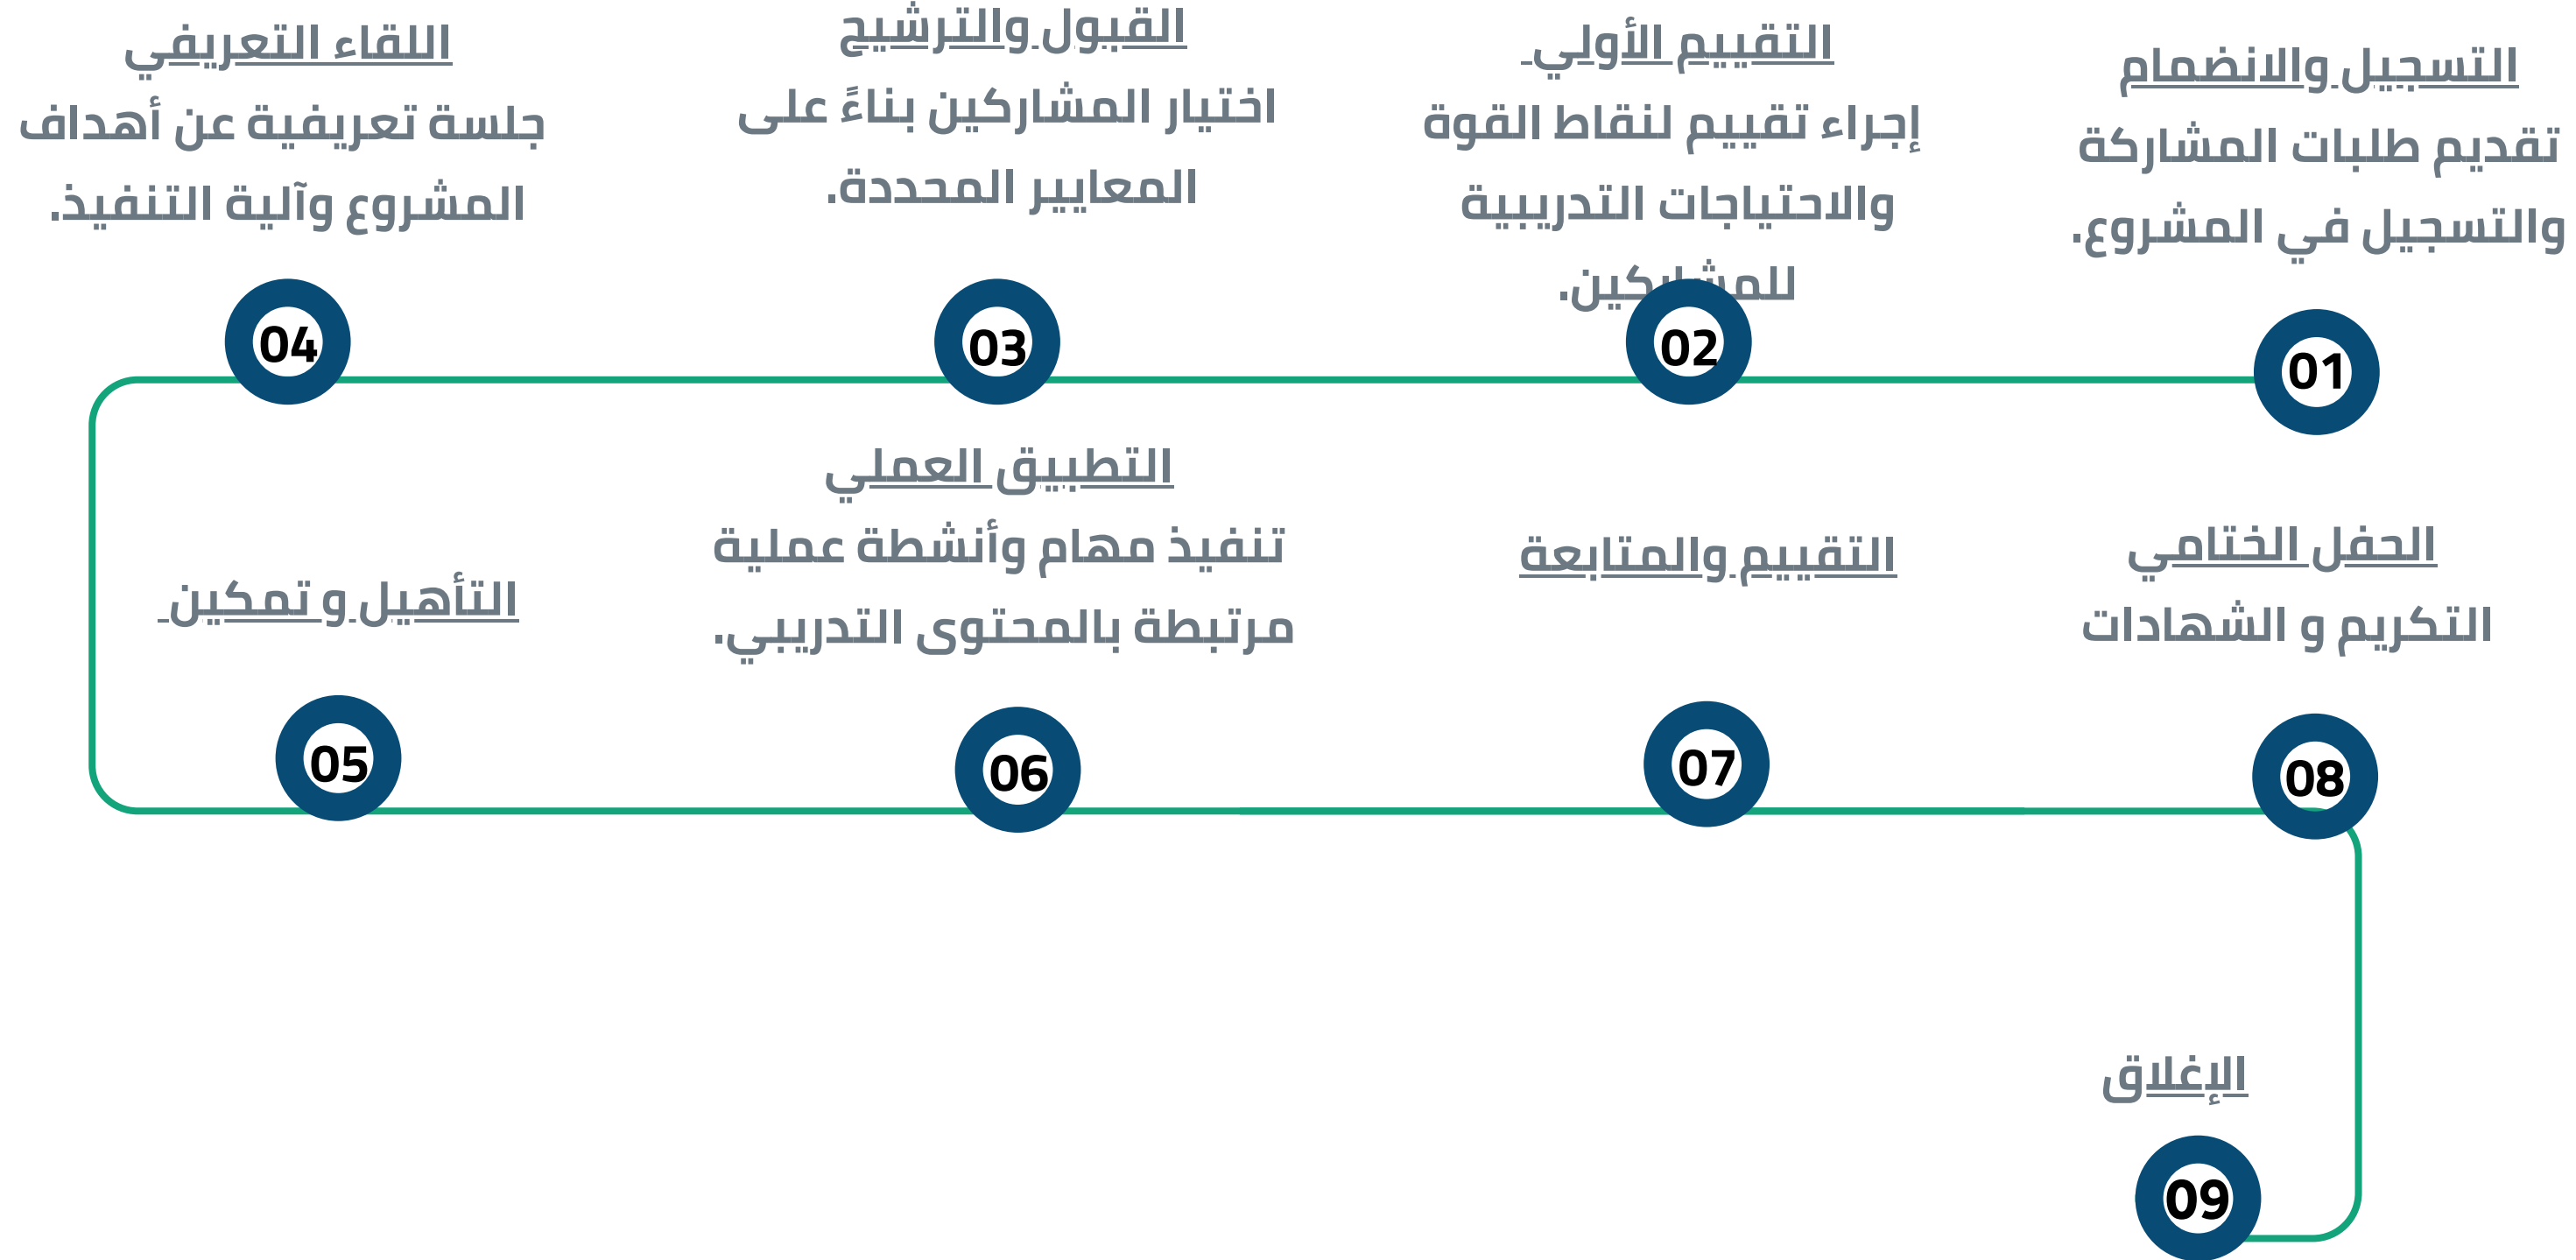 التسجيل والانضمام
تقديم طلبات المشاركة
والتسجيل في المشروع.
01
التقييم الأولي
إجراء تقييم لنقاط القوة
والاحتياجات التدريبية
للمشاركين.
02
القبول والترشيح
اختيار المشاركين بناءً على
المعايير المحددة.
03
اللقاء التعريفي
جلسة تعريفية عن أهداف
المشروع وآلية التنفيذ.
04
التأهيل و تمكين
05
التطبيق العملي
تنفيذ مهام وأنشطة عملية
مرتبطة بالمحتوى التدريبي.
06
التقييم والمتابعة
07
الحفل الختامي
التكريم و الشهادات
08
الإغلاق
09